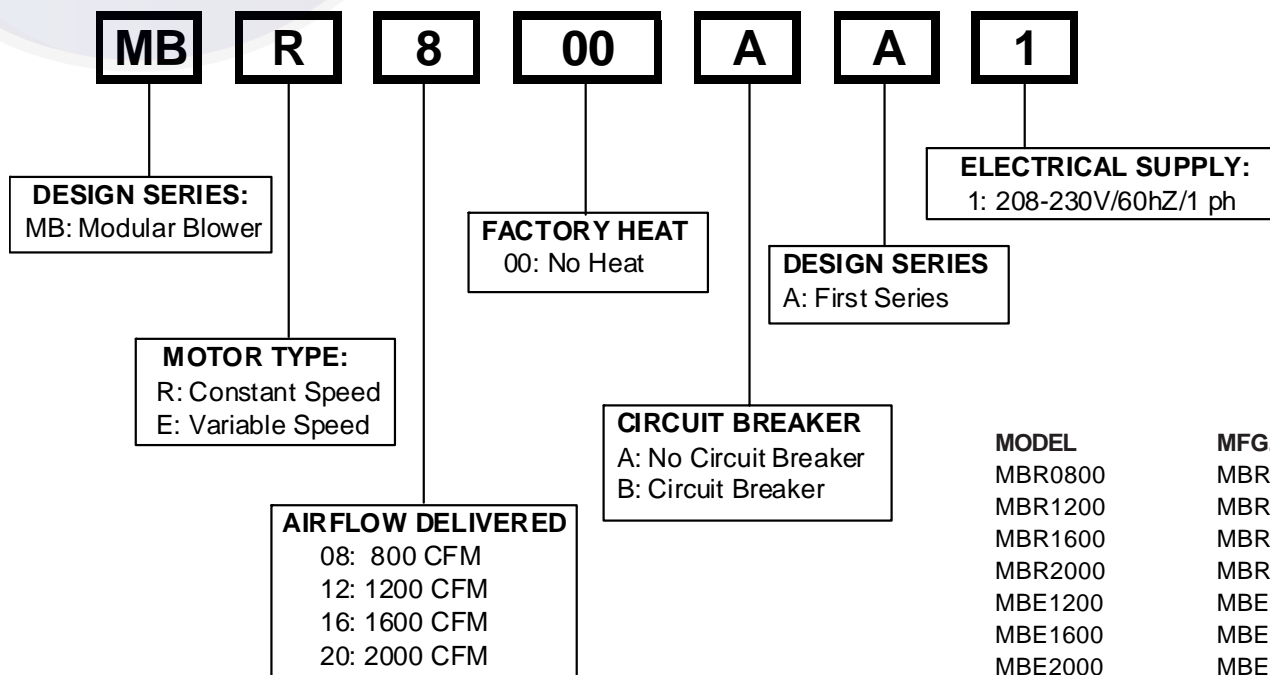 MB R 8 00 A A 1
DESIGN SERIES:
MB: Modular Blower
MOTOR TYPE:
R: Constant Speed
E: Variable Speed
AIRFLOW DELIVERED
08: 800 CFM
12: 1200 CFM
16: 1600 CFM
20: 2000 CFM
FACTORY HEAT
00: No Heat
CIRCUIT BREAKER
A: No Circuit Breaker
B: Circuit Breaker
DESIGN SERIES
A: First Series
ELECTRICAL SUPPLY:
1: 208-230V/60hZ/1 ph
MODEL MFG
MBR0800 MBR
MBR1200 MBR
MBR1600 MBR
MBR2000 MBR
MBE1200 MBE
MBE1600 MBE
MBE2000 MBE